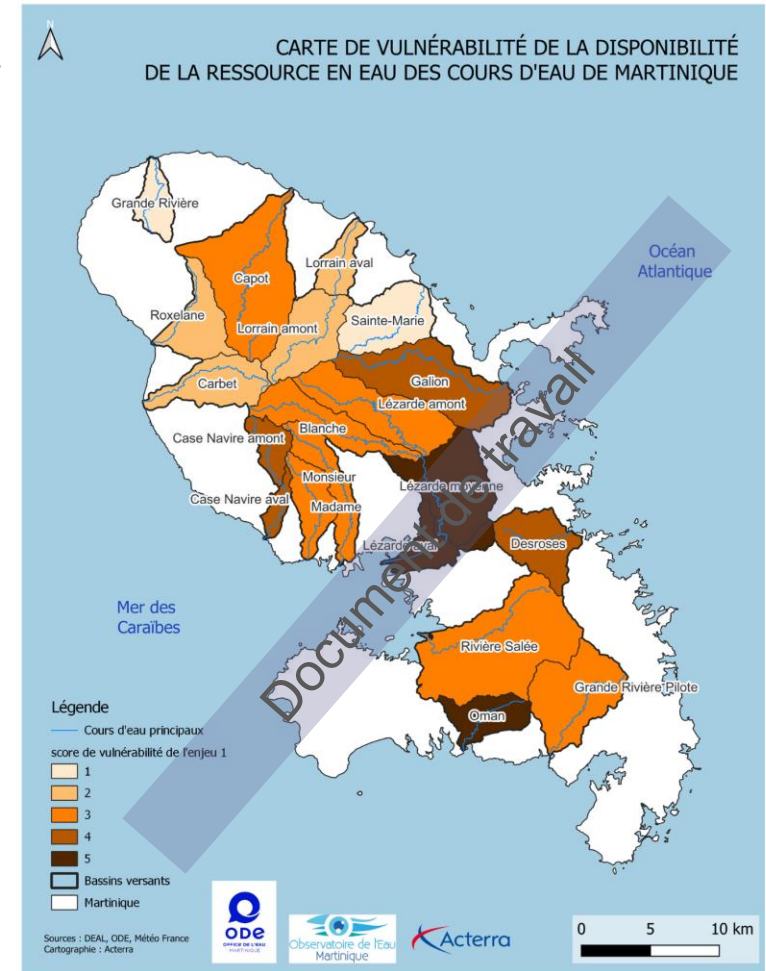 N
CARTE DE VULNÉRABILITÉ DE LA DISPONIBILITÉ
DE LA RESSOURCE EN EAU DES COURS D'EAU DE MARTINIQUE
Grande Rivière
Océan
Atlantique
Lorrain aval
Capot
Roxelane
Lorrain amont
Sainte-Marie
Carbet
Galion
Lézarde amont
Blanche
Case Navire amont
Monsieur
Lézarde moyenne
Case Navire aval
Madame
Lézarde aval
Desroses
Document de travail
Mer des
Caraïbes
Rivière Salée
Grande Rivière Pilote
Oman
Légende
Cours d'eau principaux
score de vulnérabilité de l'enjeu 1
1
2
3
4
5
Bassins versants
Martinique
Sources : DEAL, ODE, Météo France
Cartographie : Acterra
ODE
OFFICE DE L'EAU
MARTINIQUE
Observatoire de l'Eau
Martinique
Acterra
0 5 10 km